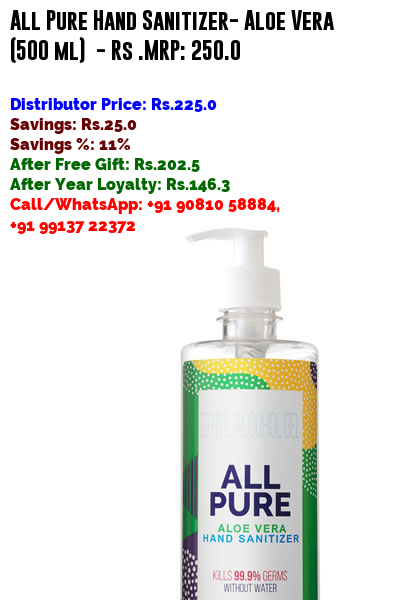 All Pure Hand Sanitizer- Aloe Vera
(500 ml)  - Rs .MRP: 250.0
Distributor Price: Rs.225.0
Savings: Rs.25.0
Savings %: 11%
After Free Gift: Rs.202.5
After Year Loyalty: Rs.146.3
Call/WhatsApp: +91 90810 58884,
+91 99137 22372
ETHYL ALCOHOL GEL
ALL
PURE
ALOE VERA
HAND SANITIZER
KILLS 99.9% GERMS
WITHOUT WATER